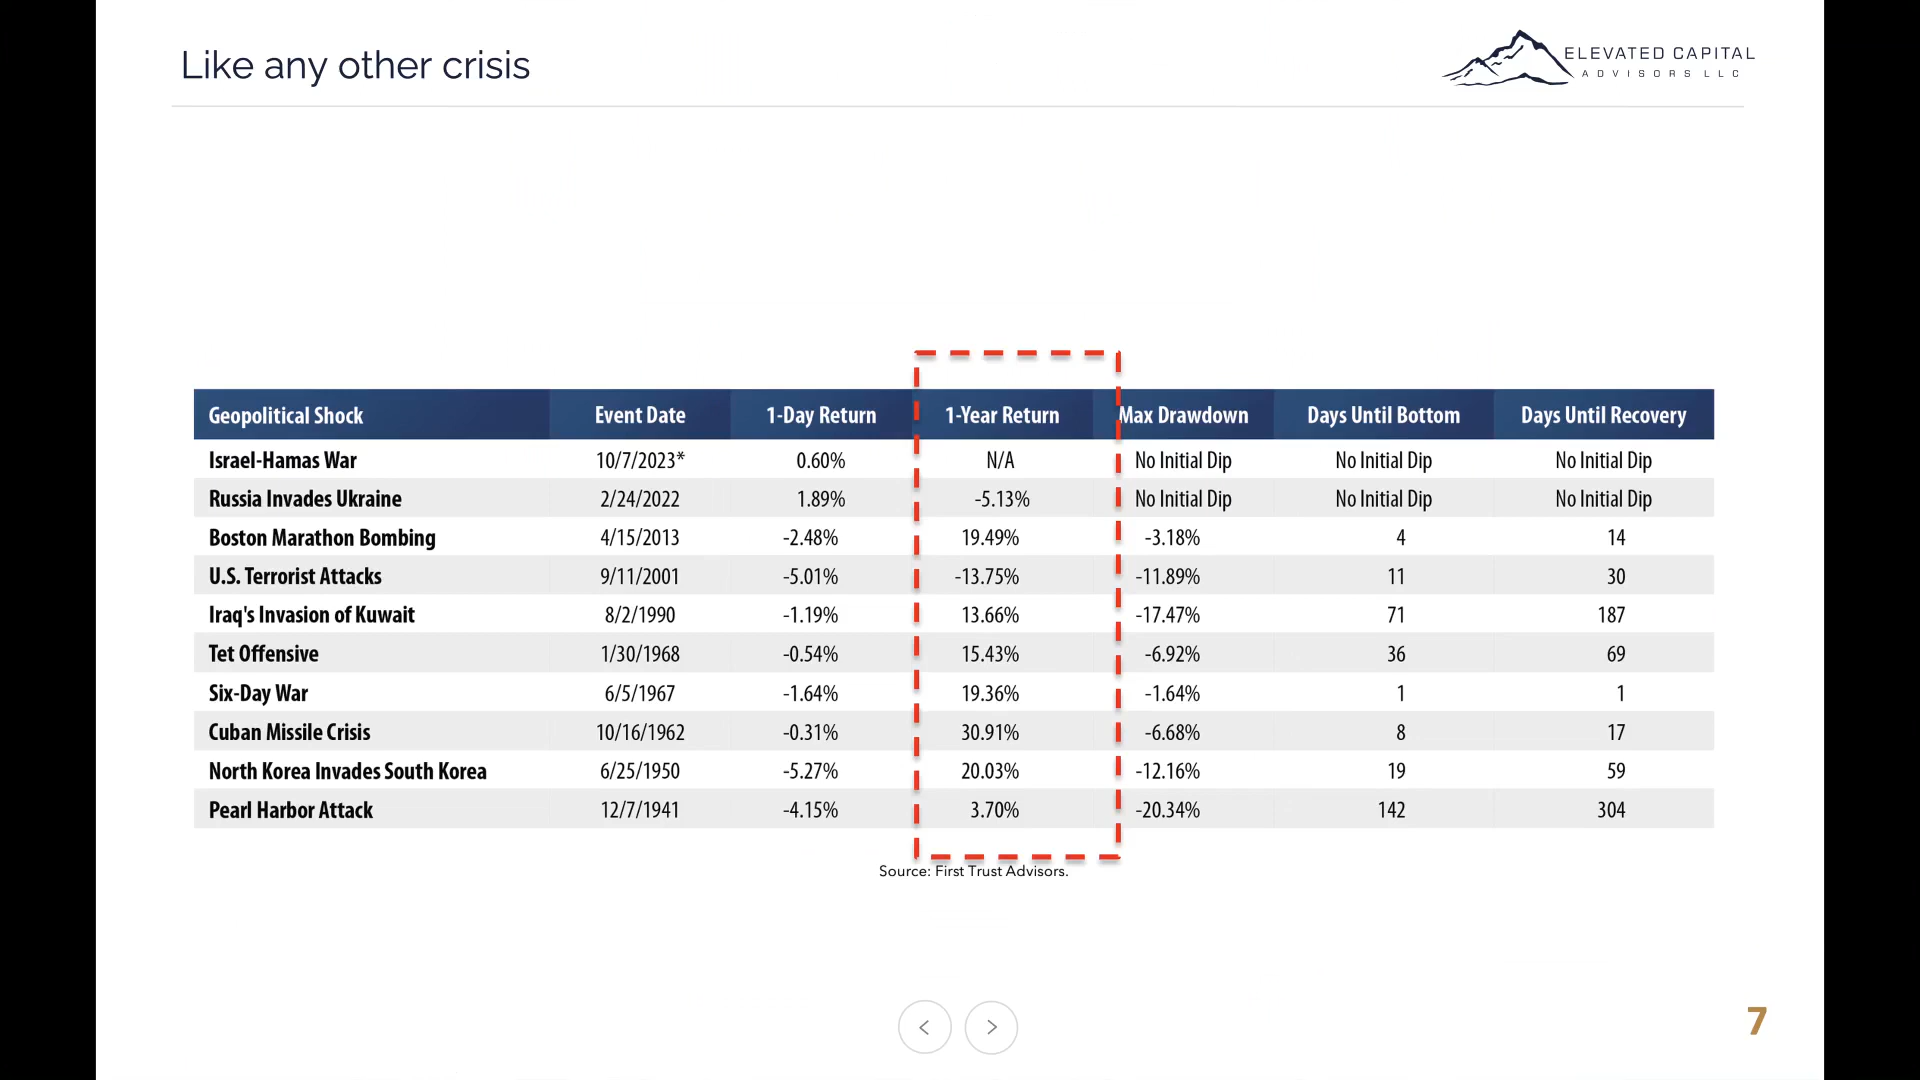 Like any other crisis
ELEVATED CAPITAL
ADVISORS LLC
Geopolitical Shock Event Date 1-Day Return 1-Year Return Max Drawdown Days Until Bottom Days Until Recovery
Israel-Hamas War 10/7/2023* 0.60% N/A No Initial Dip No Initial Dip No Initial Dip
Russia Invades Ukraine 2/24/2022 1.89% -5.13% No Initial Dip No Initial Dip No Initial Dip
Boston Marathon Bombing 4/15/2013 -2.48% 19.49% -3.18% 4 14
U.S. Terrorist Attacks 9/11/2001 -5.01% -13.75% -11.89% 11 30
Iraq's Invasion of Kuwait 8/2/1990 -1.19% 13.66% -17.47% 71 187
Tet Offensive 1/30/1968 -0.54% 15.43% -6.92% 36 69
Six-Day War 6/5/1967 -1.64% 19.36% -1.64% 1 1
Cuban Missile Crisis 10/16/1962 -0.31% 30.91% -6.68% 8 17
North Korea Invades South Korea 6/25/1950 -5.27% 20.03% -12.16% 19 59
Pearl Harbor Attack 12/7/1941 -4.15% 3.70% -20.34% 142 304
Source: First Trust Advisors.
7